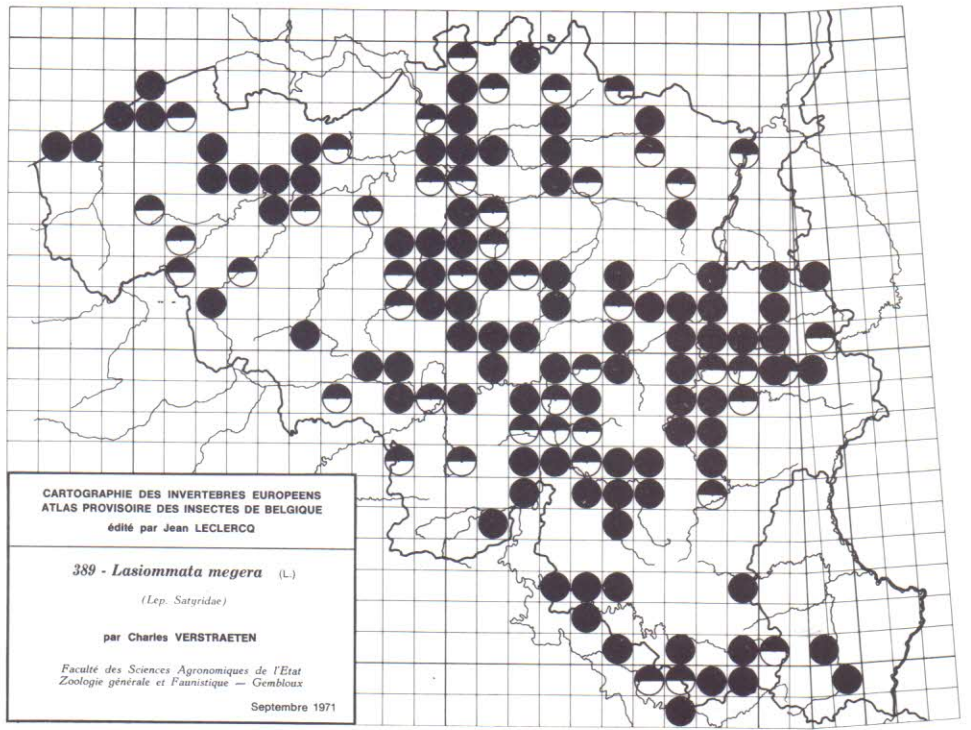 CARTOGRAPHIE DES INVERTEBRES EUROPEENS
ATLAS PROVISOIRE DES INSECTES DE BELGIQUE
édité par Jean LECLERCQ
389 - Lasiommata megera (L.)
(Lep. Satyridae)
par Charles VERSTRAETEN
Faculté des Sciences Agronomiques de l'Etat
Zoologie générale et Faunistique — Gembloux
Septembre 1971